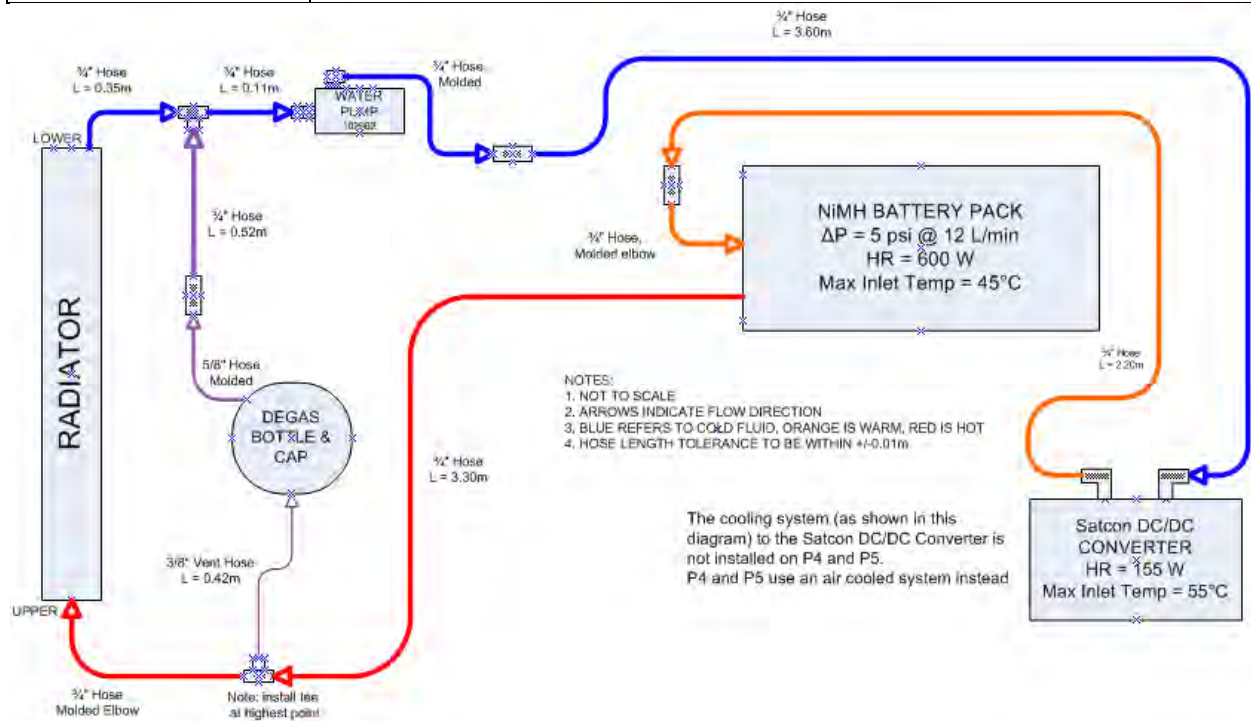 ¾" Hose
L = 3.60m
¾" Hose
L = 0.35m
¾" Hose
L = 0.11m
¾" Hose,
Molded
WATER
PUMP
LOWER
¾" Hose
L = 0.52m
RADIATOR
5/8" Hose
Molded
DEGAS
BOTTLE &
CAP
3/8" Vent Hose
L = 0.42m
UPPER
¾" Hose
Molded Elbow
Note: install tee
at highest point
¾" Hose
L = 3.30m
¾" Hose,
Molded elbow
NiMH BATTERY PACK
ΔP = 5 psi @ 12 L/min
HR = 600 W
Max Inlet Temp = 45°C
¾" Hose
L = 2.20m
NOTES:
1. NOT TO SCALE
2. ARROWS INDICATE FLOW DIRECTION
3, BLUE REFERS TO COLD FLUID, ORANGE IS WARM, RED IS HOT
4. HOSE LENGTH TOLERANCE TO BE WITHIN +/-0.01m
The cooling system (as shown in this
diagram) to the Satcon DC/DC Converter is
not installed on P4 and P5.
P4 and P5 use an air cooled system instead
Satcon DC/DC
CONVERTER
HR = 155 W
Max Inlet Temp = 55°C